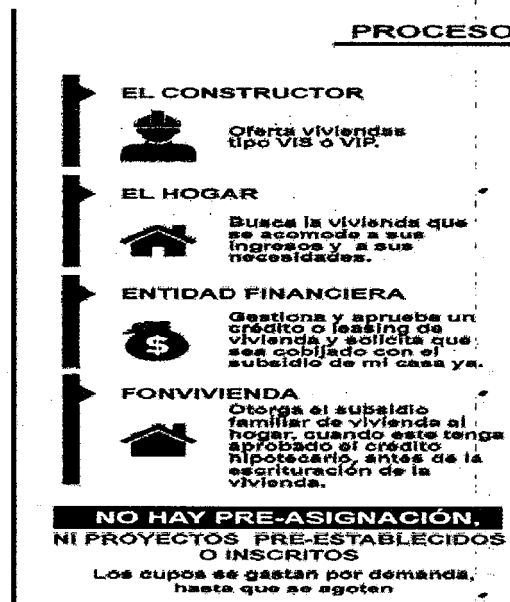 PROCESO
EL CONSTRUCTOR
Oferta viviendas
tipo VIS o VIP.
EL HOGAR
Busca la vivienda que
se acomode a sus
ingresos y a sus
necesidades.
ENTIDAD FINANCIERA
Gestiona y aprueba un
crédito o leasing de
vivienda y solicita que
sea cobijado con el
subsidio de mi casa ya.
FONVIVIENDA
Otorga el subsidio
familiar de vivienda al
hogar, cuando este tenga
aprobado el crédito
hipotecario, antes de la
escrituración de la
vivienda.
NO HAY PRE-ASIGNACIÓN,
NI PROYECTOS PRE-ESTABLECIDOS
O INSCRITOS
Los cupos se gastan por demanda,
hasta que se agoten